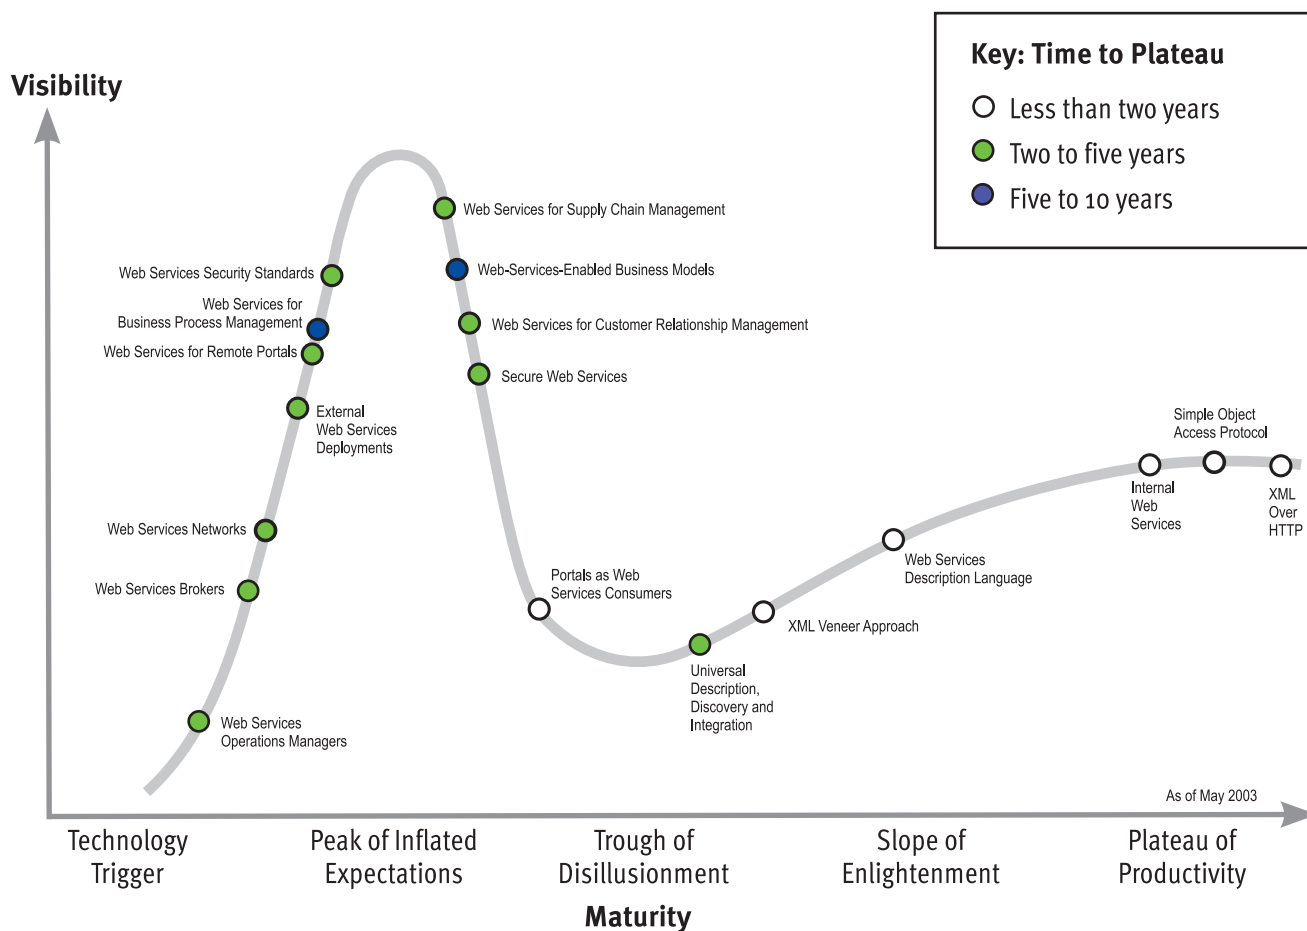 Key: Time to Plateau
Less than two years
Two to five years
Five to 10 years
Visibility
Web Services for Supply Chain Management
Web Services Security Standards
Web-Services-Enabled Business Models
Web Services for
Business Process Management
Web Services for Customer Relationship Management
Web Services for Remote Portals
Secure Web Services
External
Web Services
Deployments
Simple Object
Access Protocol
Internal
Web
Services
XML
Over
HTTP
Web Services Networks
Web Services
Description Language
Portals as Web
Services Consumers
Web Services Brokers
XML Veneer Approach
Universal
Description,
Discovery and
Integration
Web Services
Operations Managers
As of May 2003
Technology
Trigger
Peak of Inflated
Expectations
Trough of
Disillusionment
Slope of
Enlightenment
Plateau of
Productivity
Maturity